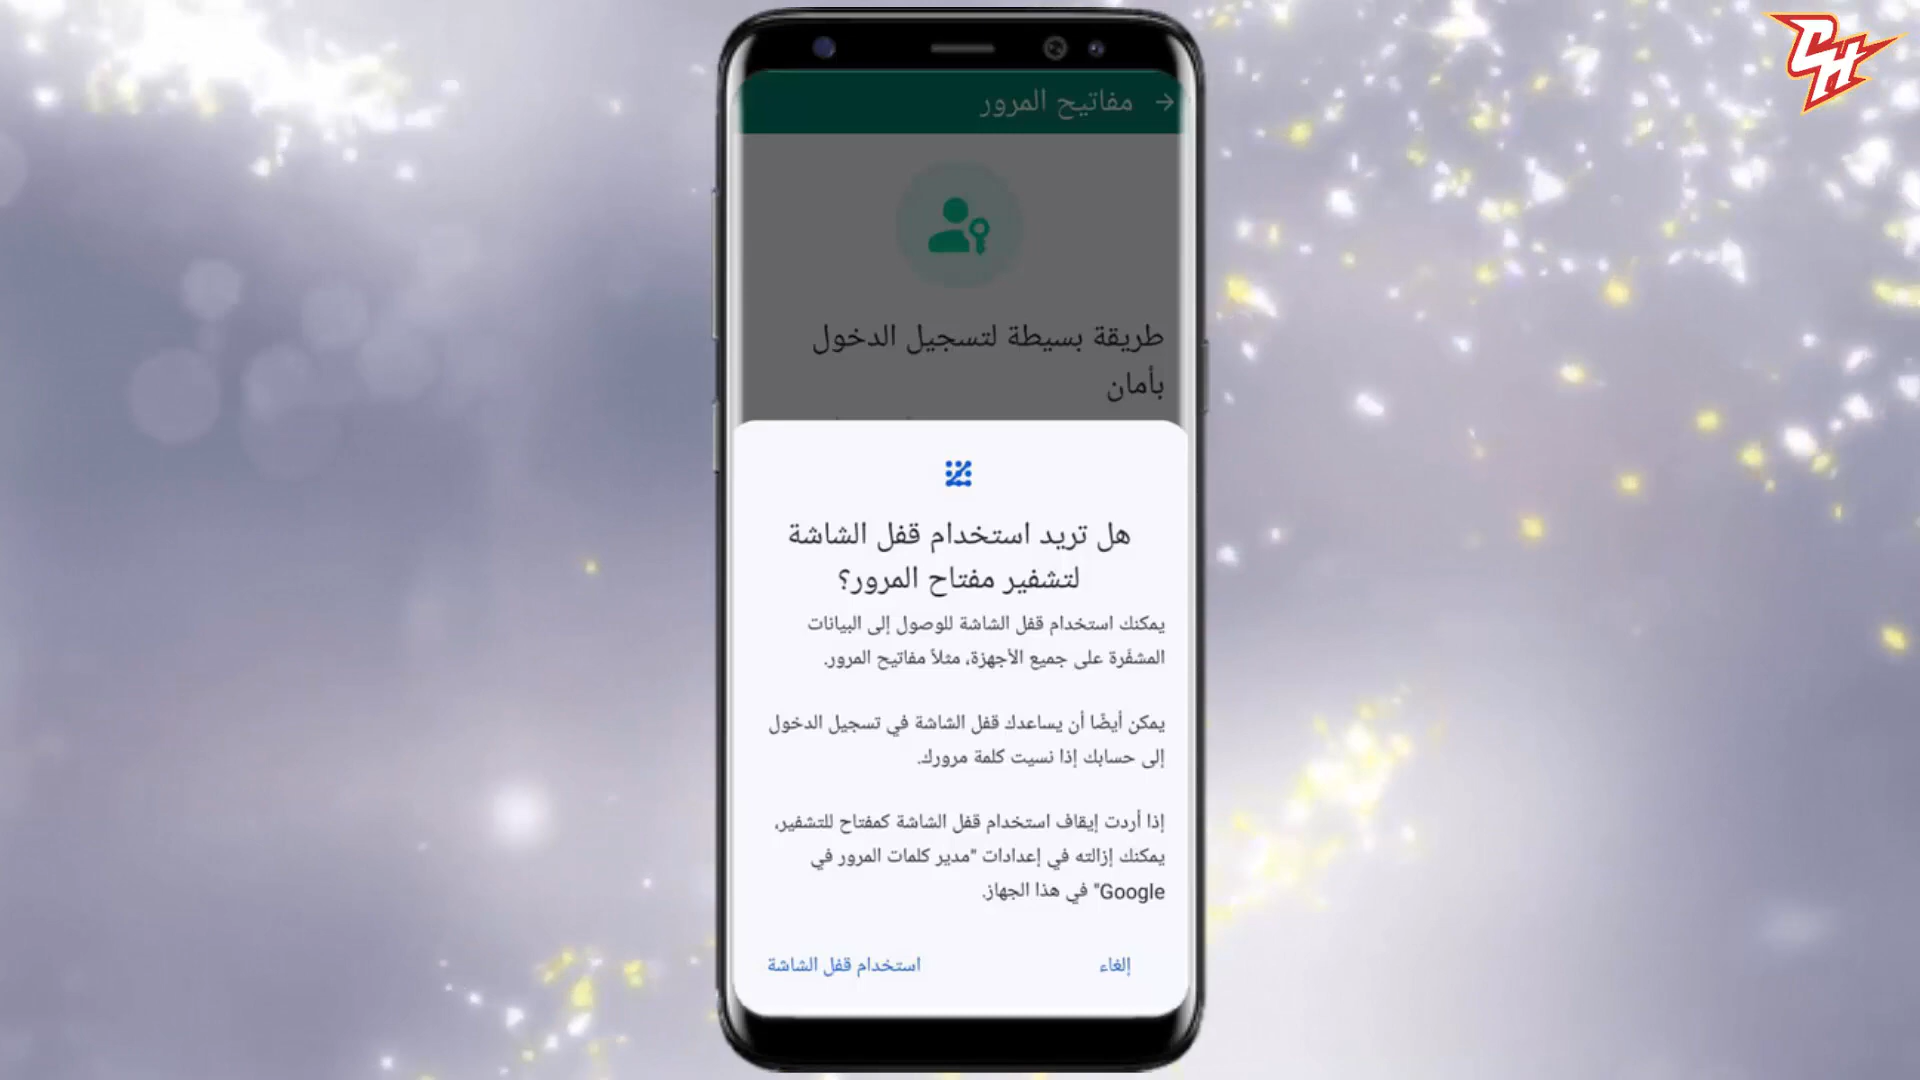 CH
مفاتيح المرور
طريقة بسيطة لتسجيل الدخول
بأمان
هل تريد استخدام قفل الشاشة
لتشفير مفتاح المرور؟
يمكنك استخدام قفل الشاشة للوصول إلى البيانات
المشفّرة على جميع الأجهزة، مثلاً مفاتيح المرور.
يمكن أيضًا أن يساعدك قفل الشاشة في تسجيل الدخول
إلى حسابك إذا نسيت كلمة مرورك.
إذا أردت إيقاف استخدام قفل الشاشة كمفتاح للتشفير،
يمكنك إزالته في إعدادات "مدير كلمات المرور في
Google" في هذا الجهاز.
إلغاء
استخدام قفل الشاشة